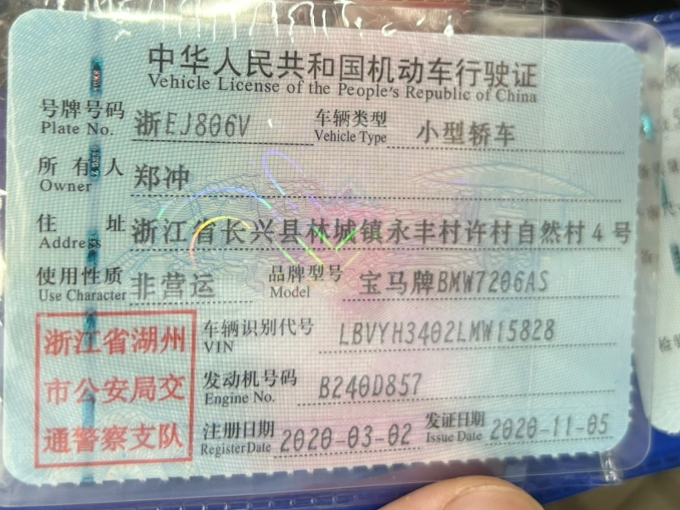 中华人民共和国机动车行驶证
Vehicle License of the People's Republic of China
号牌号码 浙EJ806V 车辆类型 小型轿车
Plate No. Vehicle Type
所有人 郑冲
Owner
住址 浙江省长兴县林城镇永丰村许村自然村4号
Address
使用性质 非营运 品牌型号 宝马牌BMW7206AS
Use Character Model
浙江省湖州
市公安局交
通警察支队
车辆识别代号 LBVYH3402LMW15828
VIN
发动机号码 B240D857
Engine No.
注册日期 2020-03-02 发证日期 2020-11-05
Register Date Issue Date